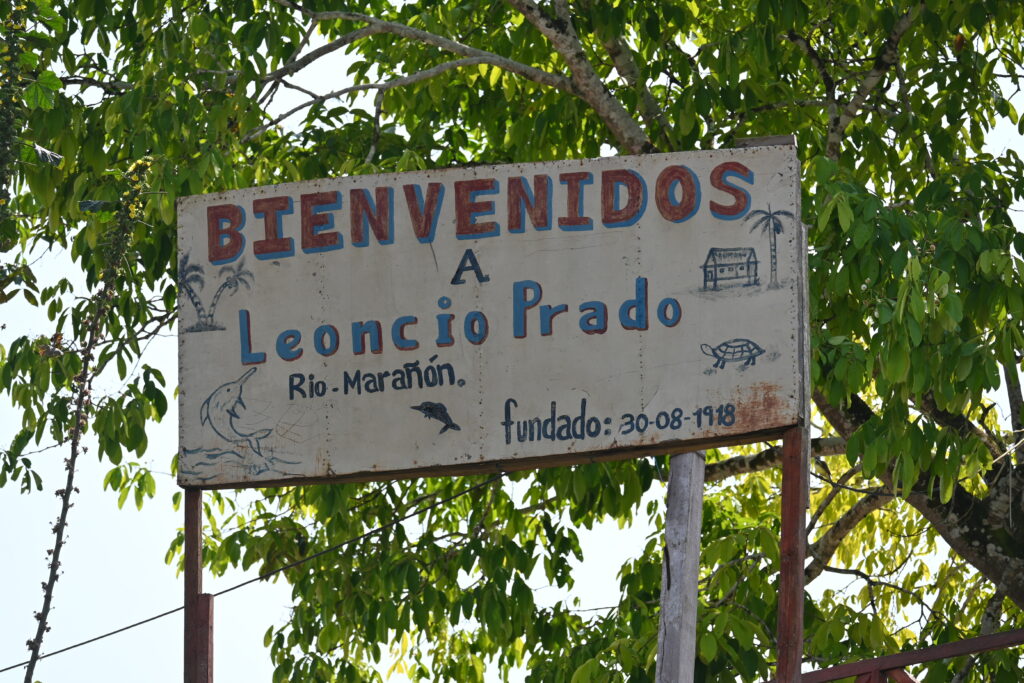 BIENVENIDOS
A
Leoncio Prado
Rio-Marañón.
fundado: 30-08-1918